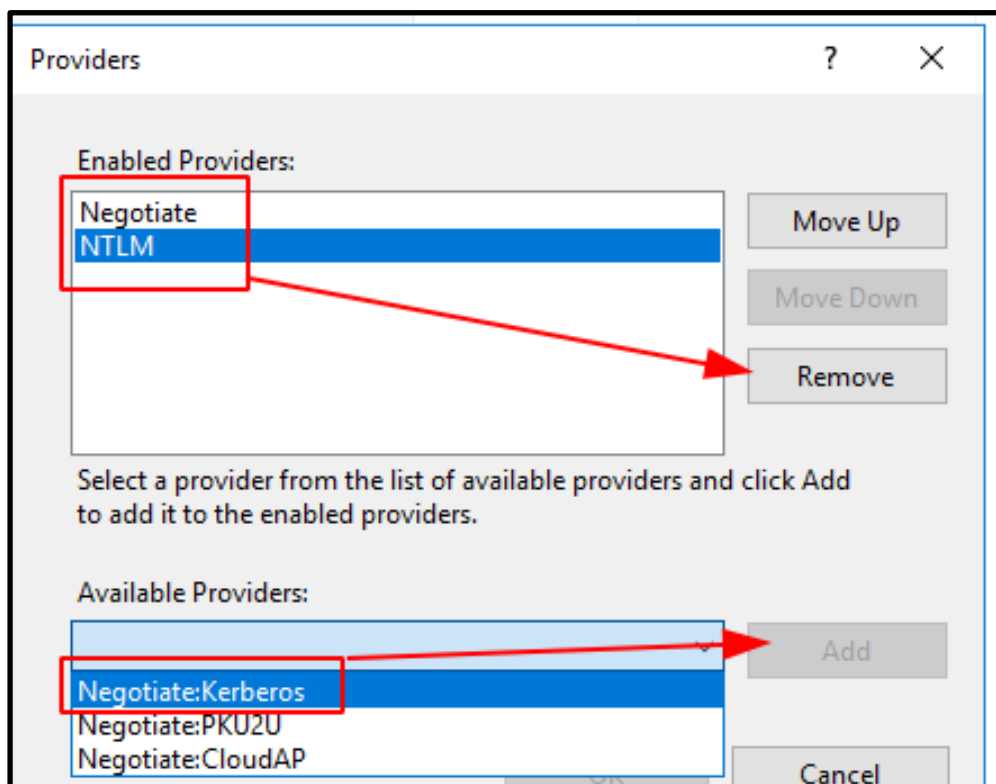 Providers
?
Enabled Providers:
Negotiate
NTLM
Move Up
Move Down
Remove
Select a provider from the list of available providers and click Add
to add it to the enabled providers.
Available Providers:
Add
Negotiate:Kerberos
Negotiate:PKU2U
Negotiate:CloudAP
OK
Cancel